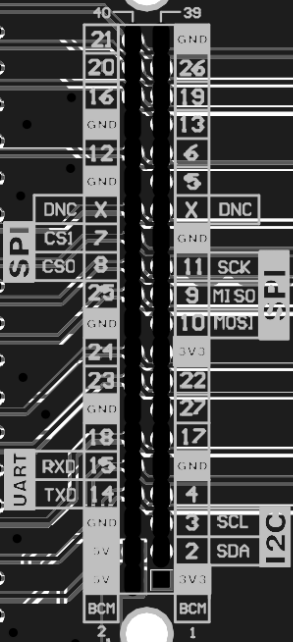 40 39
21 GND
20 26
16 19
GND 13
12 6
GND 5
DNC X X DNC
SPI CS1 7 GND
CS0 8 11 SCK SPI
25 9 MISO
GND 10 MOSI
24 3V3
23 22
GND 27
18 17
UART RXD 15 GND
TXD 14 4
GND 3 SCL I2C
5V 2 SDA
5V 3V3
BCM BCM
2 1